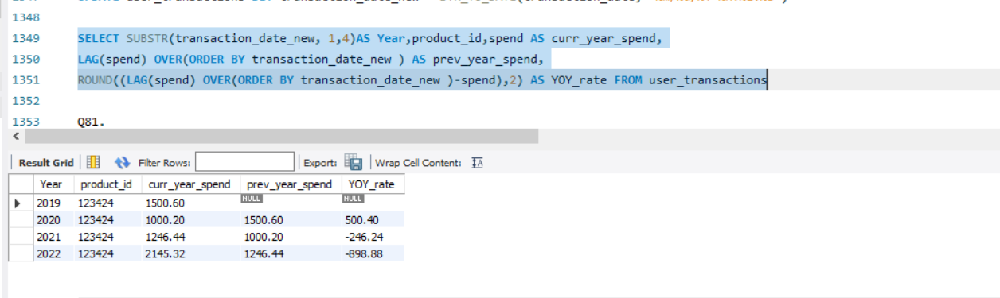 1348
1349 SELECT SUBSTR(transaction_date_new, 1,4)AS Year,product_id,spend AS curr_year_spend,
1350 LAG(spend) OVER(ORDER BY transaction_date_new ) AS prev_year_spend,
1351 ROUND((LAG(spend) OVER(ORDER BY transaction_date_new )-spend),2) AS YOY_rate FROM user_transactions
1352
1353 Q81.
Result Grid Filter Rows: Export: Wrap Cell Content:
Year product_id curr_year_spend prev_year_spend YOY_rate
2019 123424 1500.60 NULL NULL
2020 123424 1000.20 1500.60 500.40
2021 123424 1246.44 1000.20 -246.24
2022 123424 2145.32 1246.44 -898.88